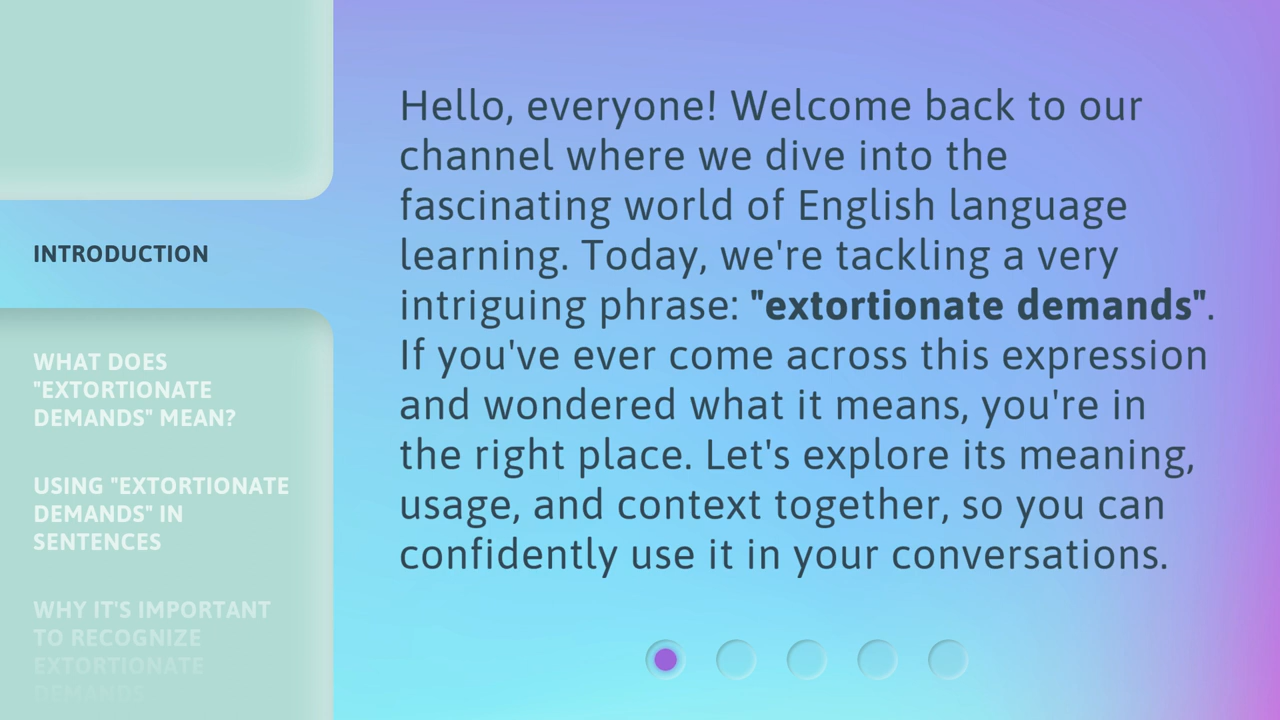 INTRODUCTION
WHAT DOES
"EXTORTIONATE
DEMANDS" MEAN?
USING "EXTORTIONATE
DEMANDS" IN
SENTENCES
WHY IT'S IMPORTANT
TO RECOGNIZE
EXTORTIONATE
DEMANDS
Hello, everyone! Welcome back to our
channel where we dive into the
fascinating world of English language
learning. Today, we're tackling a very
intriguing phrase: "extortionate demands".
If you've ever come across this expression
and wondered what it means, you're in
the right place. Let's explore its meaning,
usage, and context together, so you can
confidently use it in your conversations.